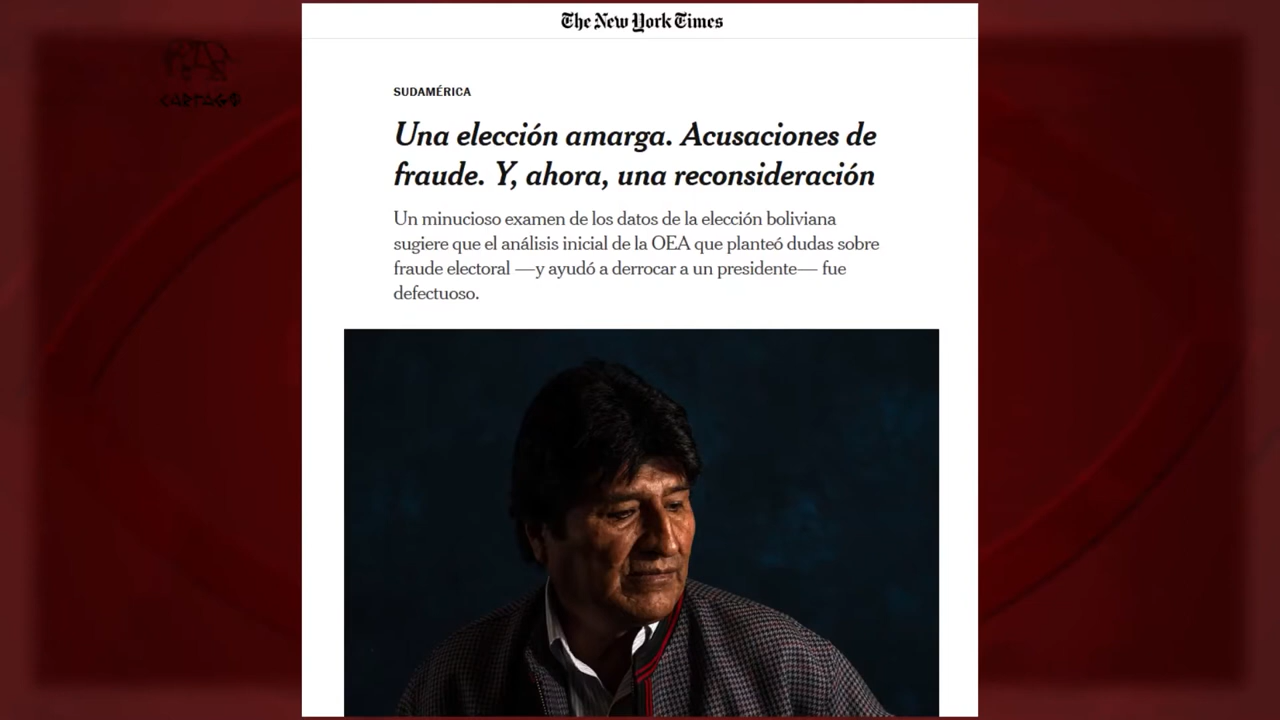 The New York Times
CARTAGO
SUDAMÉRICA
Una elección amarga. Acusaciones de
fraude. Y, ahora, una reconsideración
Un minucioso examen de los datos de la elección boliviana
sugiere que el análisis inicial de la OEA que planteó dudas sobre
fraude electoral —y ayudó a derrocar a un presidente— fue
defectuoso.